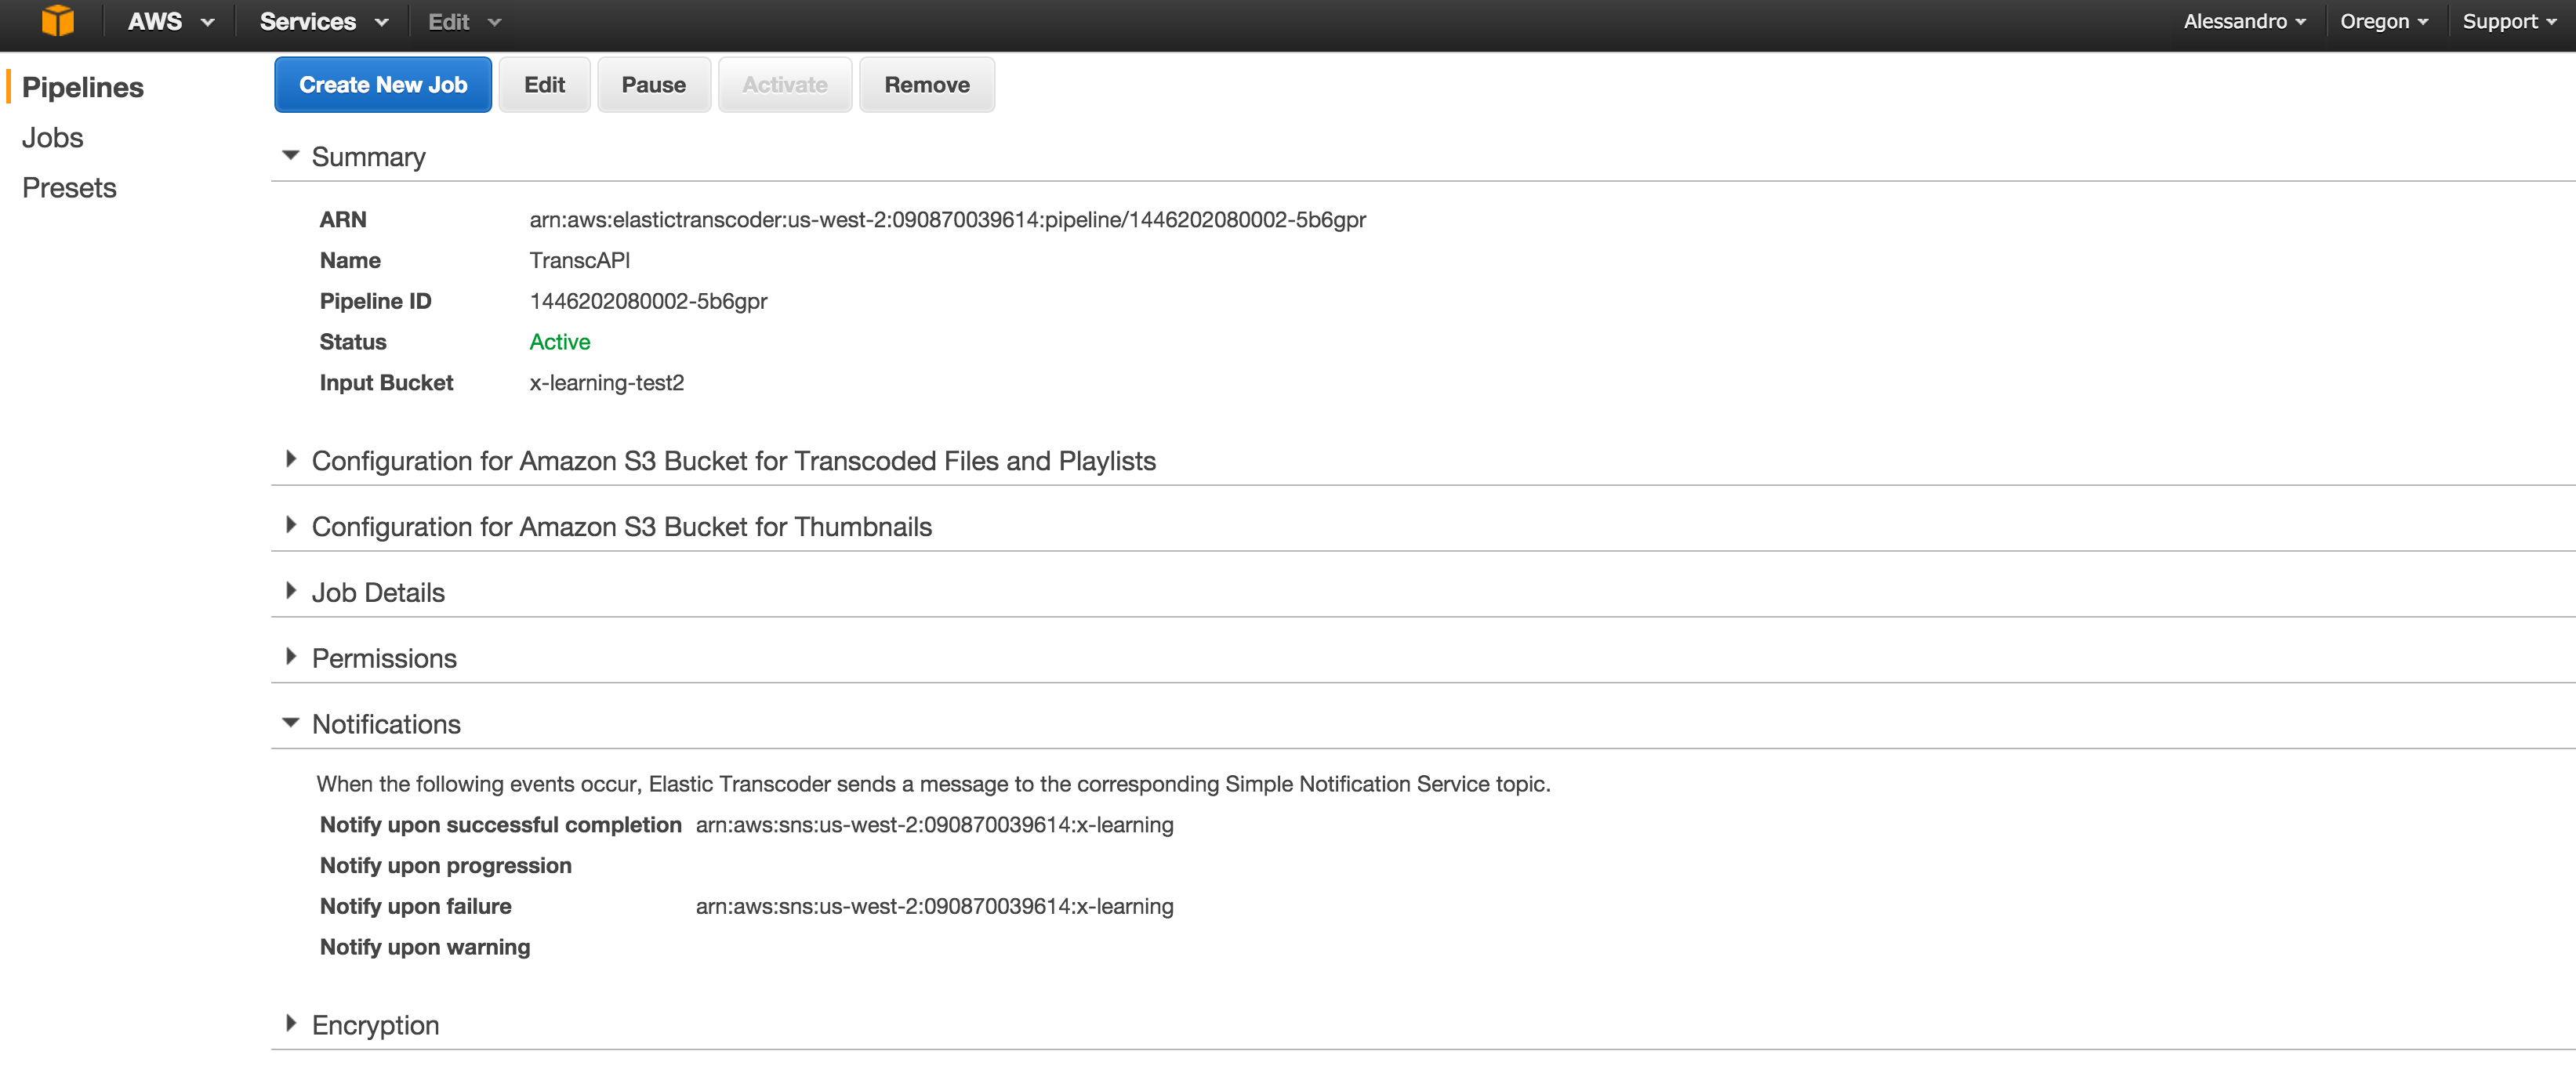 AWS Services Edit Alessandro Oregon Support
Pipelines
Jobs
Presets
Create New Job Edit Pause Activate Remove
Summary
ARN arn:aws:elastictranscoder:us-west-2:090870039614:pipeline/1446202080002-5b6gpr
Name TranscAPI
Pipeline ID 1446202080002-5b6gpr
Status Active
Input Bucket x-learning-test2
Configuration for Amazon S3 Bucket for Transcoded Files and Playlists
Configuration for Amazon S3 Bucket for Thumbnails
Job Details
Permissions
Notifications
When the following events occur, Elastic Transcoder sends a message to the corresponding Simple Notification Service topic.
Notify upon successful completion arn:aws:sns:us-west-2:090870039614:x-learning
Notify upon progression
Notify upon failure arn:aws:sns:us-west-2:090870039614:x-learning
Notify upon warning
Encryption